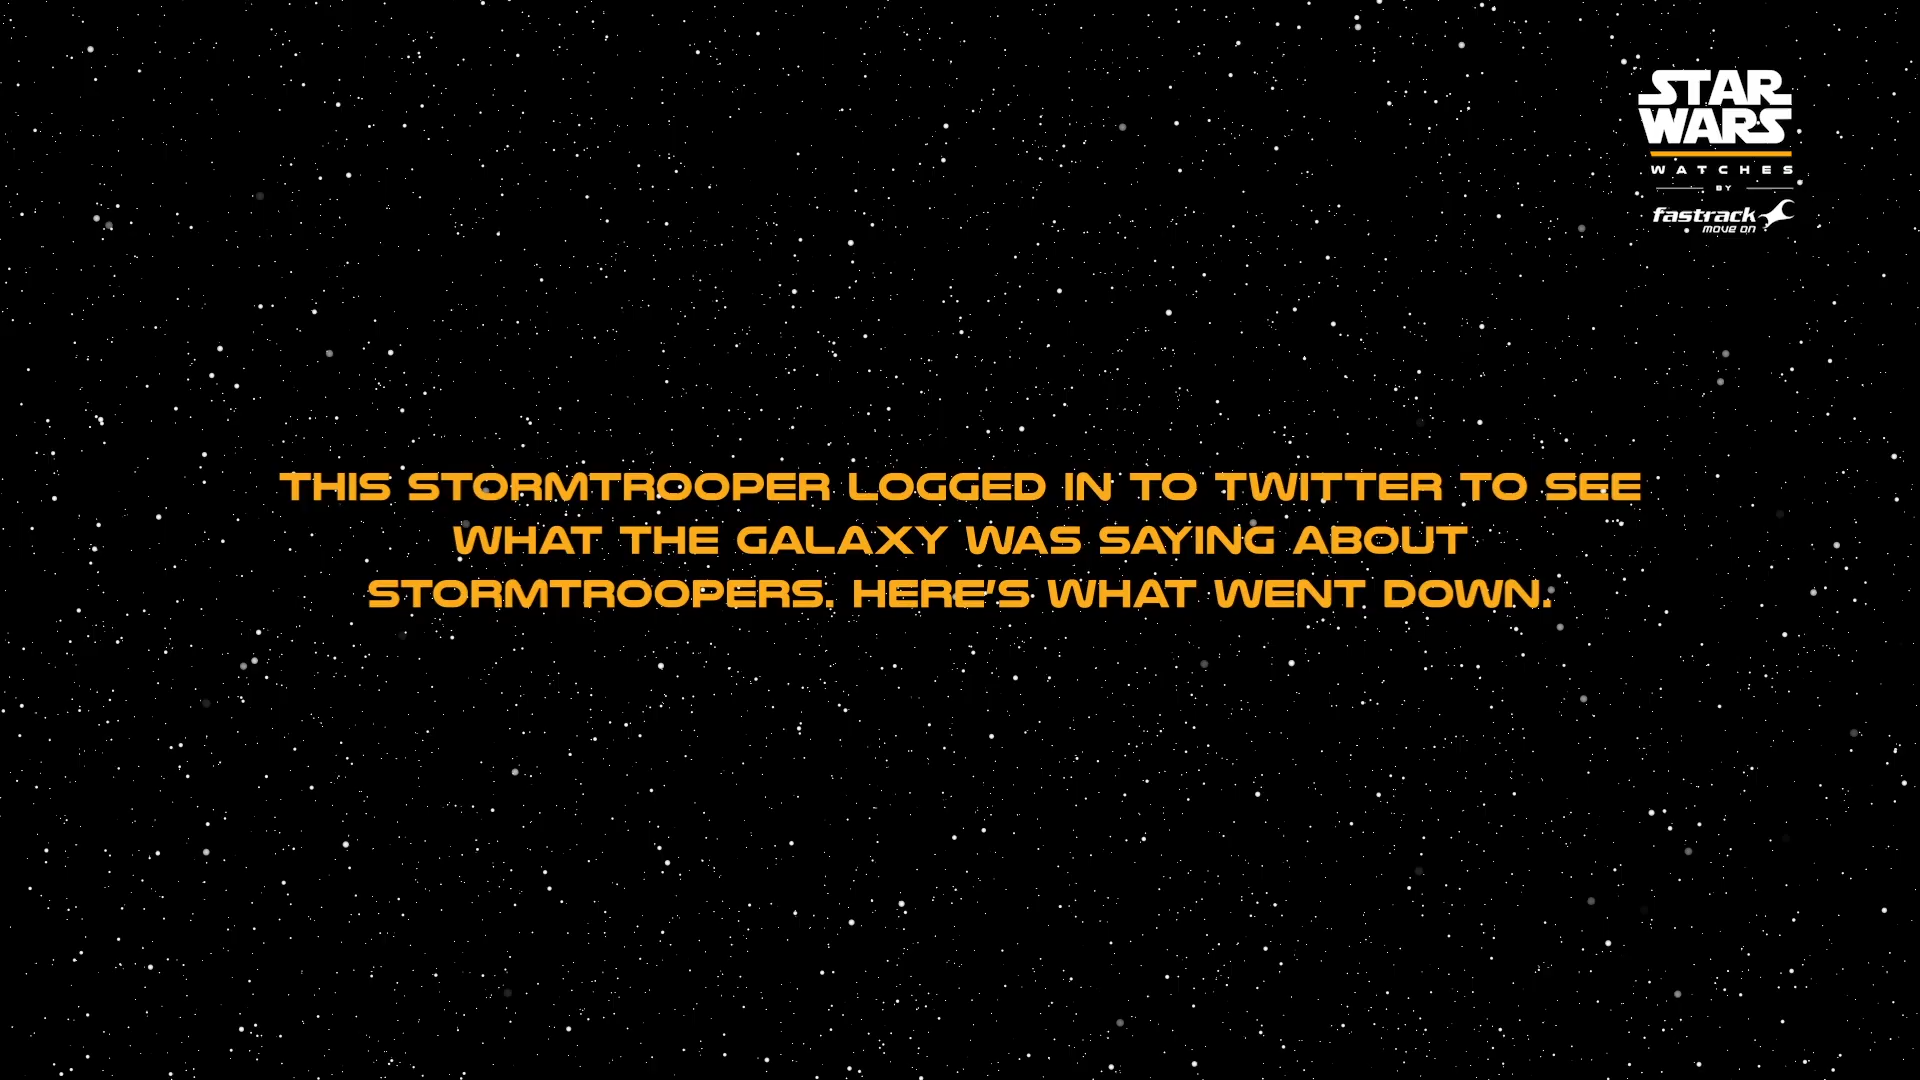 STAR
WARS
WATCHES
BY
fastrack
move on
THIS STORMTROOPER LOGGED IN TO TWITTER TO SEE
WHAT THE GALAXY WAS SAYING ABOUT
STORMTROOPERS. HERE'S WHAT WENT DOWN.